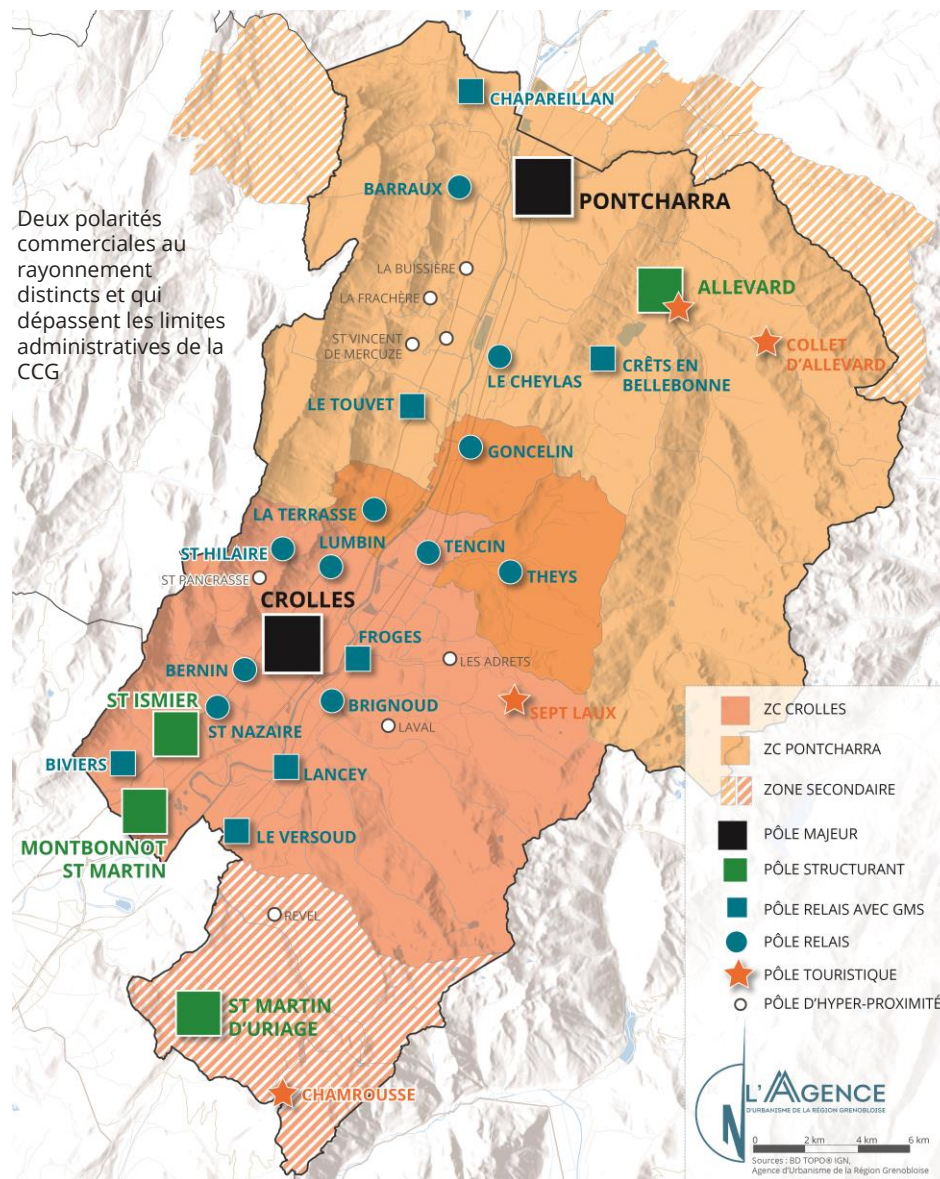 CHAPAREILLAN
BARRAUX
PONTCHARRA
Deux polarités
commerciales au
rayonnement
distincts et qui
dépassent les limites
administratives de la
CCG
LA BUISSIÈRE
LA FRACHÈRE
ALLEVARD
ST VINCENT
DE MERCUZE
COLLET
D'ALLEVARD
LE CHEYLAS
CRÊTS EN
BELLEBONNE
LE TOUVET
GONCELIN
LA TERRASSE
LUMBIN
ST HILAIRE
TENCIN
ST PANCRASSE
THEYS
CROLLES
FROGES
LES ADRETS
BERNIN
ST ISMIER
BRIGNOUD
SEPT LAUX
ST NAZAIRE
LAVAL
BIVIERS
LANCEY
MONTBONNOT
ST MARTIN
LE VERSOUD
REVEL
ST MARTIN
D'URIAGE
CHAMROUSSE
ZC CROLLES
ZC PONTCHARRA
ZONE SECONDAIRE
PÔLE MAJEUR
PÔLE STRUCTURANT
PÔLE RELAIS AVEC GMS
PÔLE RELAIS
PÔLE TOURISTIQUE
PÔLE D'HYPER-PROXIMITÉ
N
L'AGENCE
D'URBANISME DE LA RÉGION GRENOBLOISE
0 2 km 4 km 6 km
Sources : BD TOPO® IGN,
Agence d'Urbanisme de la Région Grenobloise